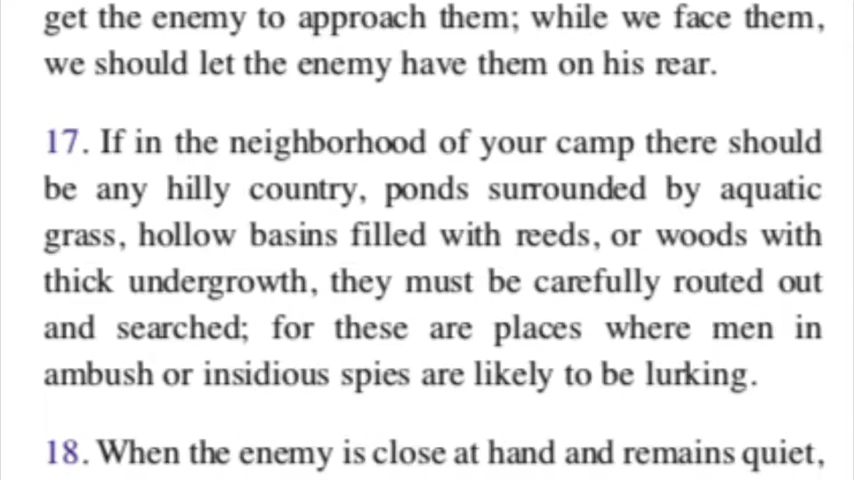 get the enemy to approach them; while we face them,
we should let the enemy have them on his rear.
17. If in the neighborhood of your camp there should
be any hilly country, ponds surrounded by aquatic
grass, hollow basins filled with reeds, or woods with
thick undergrowth, they must be carefully routed out
and searched; for these are places where men in
ambush or insidious spies are likely to be lurking.
18. When the enemy is close at hand and remains quiet,